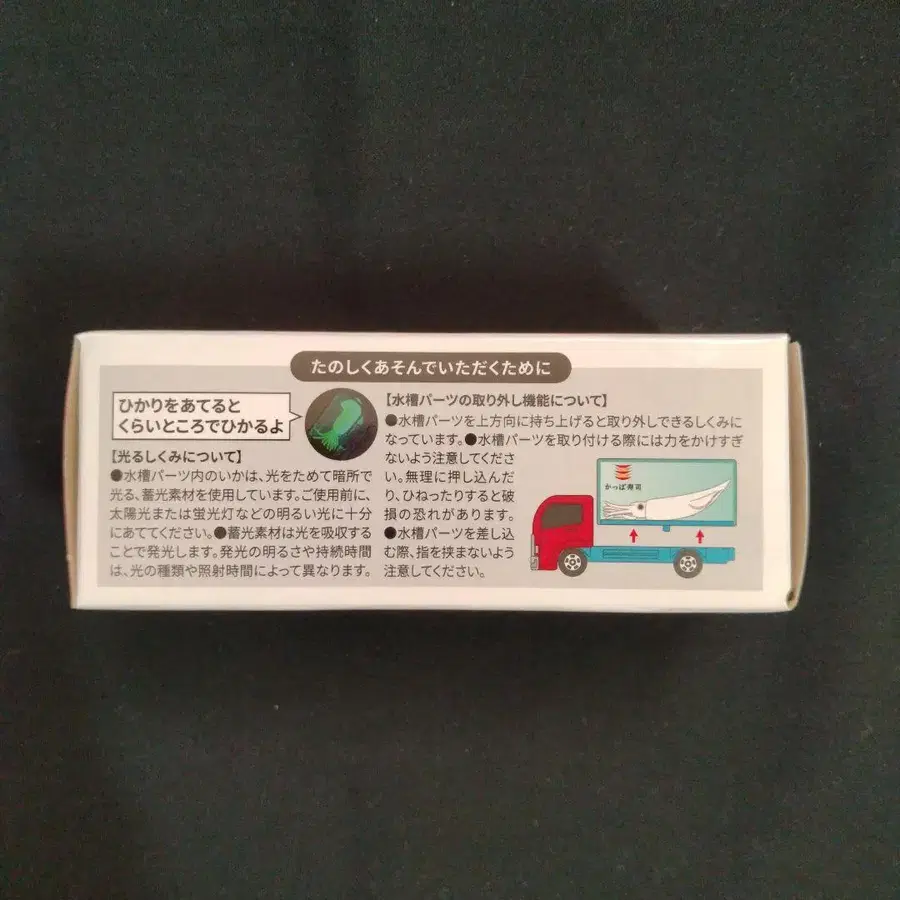 たのしくあそんでいただくために
ひかりをあてると
くらいところでひかるよ
【光るしくみについて】
●水槽パーツ内のいかは、光をためて暗所で
光る、蓄光素材を使用しています。ご使用前に、
太陽光または蛍光灯などの明るい光に十分
にあててください。●蓄光素材は光を吸収する
ことで発光します。発光の明るさや持続時間
は、光の種類や照射時間によって異なります。
【水槽パーツの取り外し機能について】
●水槽パーツを上方向に持ち上げると取り外しできるしくみに
なっています。●水槽パーツを取り付ける際には力をかけすぎ
ないよう注意してくださ
い。無理に押し込んだ
り、ひねったりすると破
損の恐れがあります。
●水槽パーツを差し込
む際、指を挟まないよう
注意してください。
かっぱ寿司